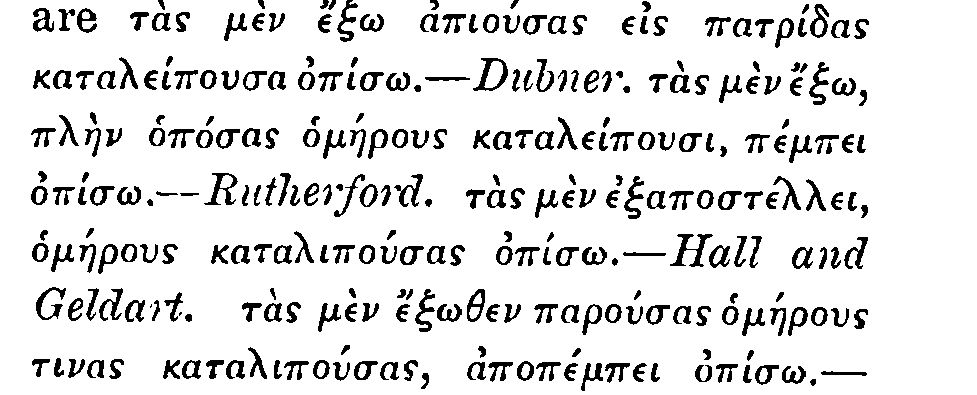 are τὰς μὲν ἔξω ἀπιούσας εἰς πατρίδας
καταλείπουσα ὀπίσω.—Dubner. τὰς μὲν ἔξω,
πλὴν ὁπόσας ὁμήρους καταλείπουσι, πέμπει
ὀπίσω.—Rutherford. τὰς μὲν ἐξαποστέλλει,
ὁμήρους καταλιπούσας ὀπίσω.—Hall and
Geldart. τὰς μὲν ἔξωθεν παρούσας ὁμήρους
τινας καταλιπούσας, ἀποπέμπει ὀπίσω.—